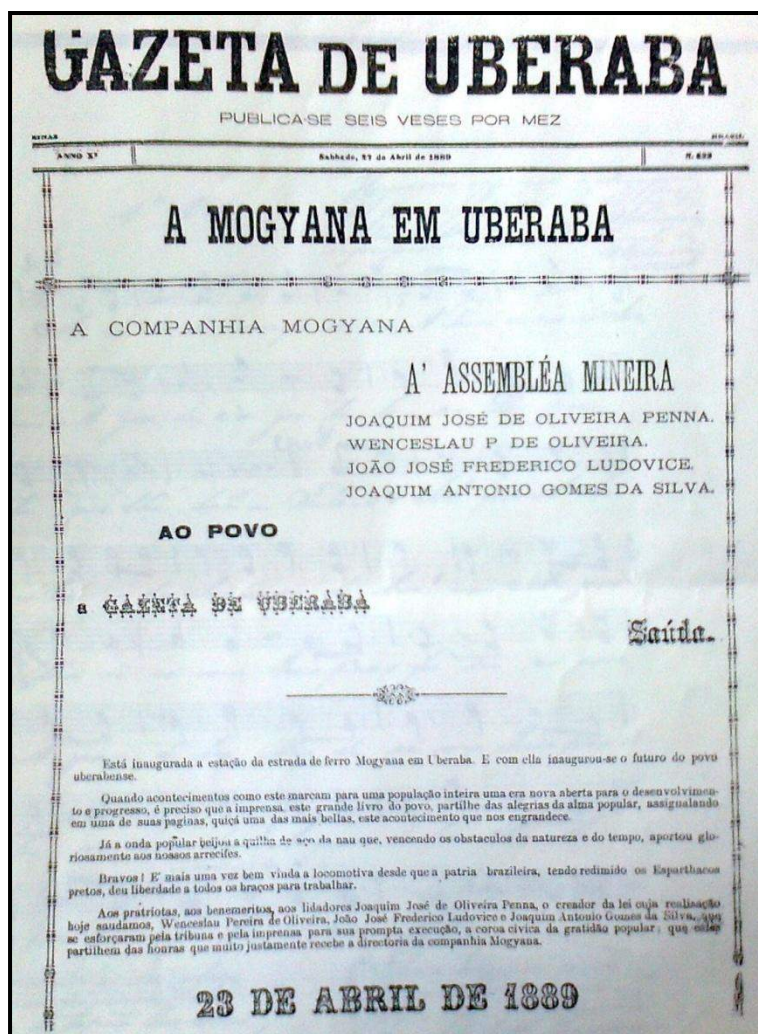 GAZETA DE UBERABA
PUBLICA-SE SEIS VESES POR MEZ
MINAS BRAZIL
ANNO Xº Sabbado, 27 de Abril de 1889 N. 633
A MOGYANA EM UBERABA
A COMPANHIA MOGYANA
A' ASSEMBLÉA MINEIRA
JOAQUIM JOSÉ DE OLIVEIRA PENNA.
WENCESLAU P DE OLIVEIRA.
JOÃO JOSÉ FREDERICO LUDOVICE.
JOAQUIM ANTONIO GOMES DA SILVA.
AO POVO
a GAZETA DE UBERABA
Saúda.
Está inaugurada a estação da estrada de ferro Mogyana em Uberaba. E com ella inaugurou-se o futuro do povo
uberabense.
Quando acontecimentos como este marcam para uma população inteira uma era nova aberta para o desenvolvimen-
to e progresso, é preciso que a imprensa, este grande livro do povo, partilhe das alegrias da alma popular, assignalando
em uma de suas paginas, quiçá uma das mais bellas, este acontecimento que nos engrandece.
Já a onda popular beijou a quilha de aço da nau que, vencendo os obstaculos da natureza e do tempo, aportou glo-
riosamente aos nossos arrecifes.
Bravos! E' mais uma vez bem vinda a locomotiva desde que a patria brazileira, tendo redimido os Esparthacos
pretos, deu liberdade a todos os braços para trabalhar.
Aos pratriotas, aos benemeritos, aos lidadores Joaquim José de Oliveira Penna, o creador da lei cuja realisação
hoje saudamos, Wenceslau Pereira de Oliveira, João José Frederico Ludovice e Joaquim Antonio Gomes da Silva, que
se esforçaram pela tribuna e pela imprensa para sua prompta execução, a coroa civica da gratidão popular; que elles
partilhem das honras que muito justamente recebe a directoria da companhia Mogyana.
23 DE ABRIL DE 1889